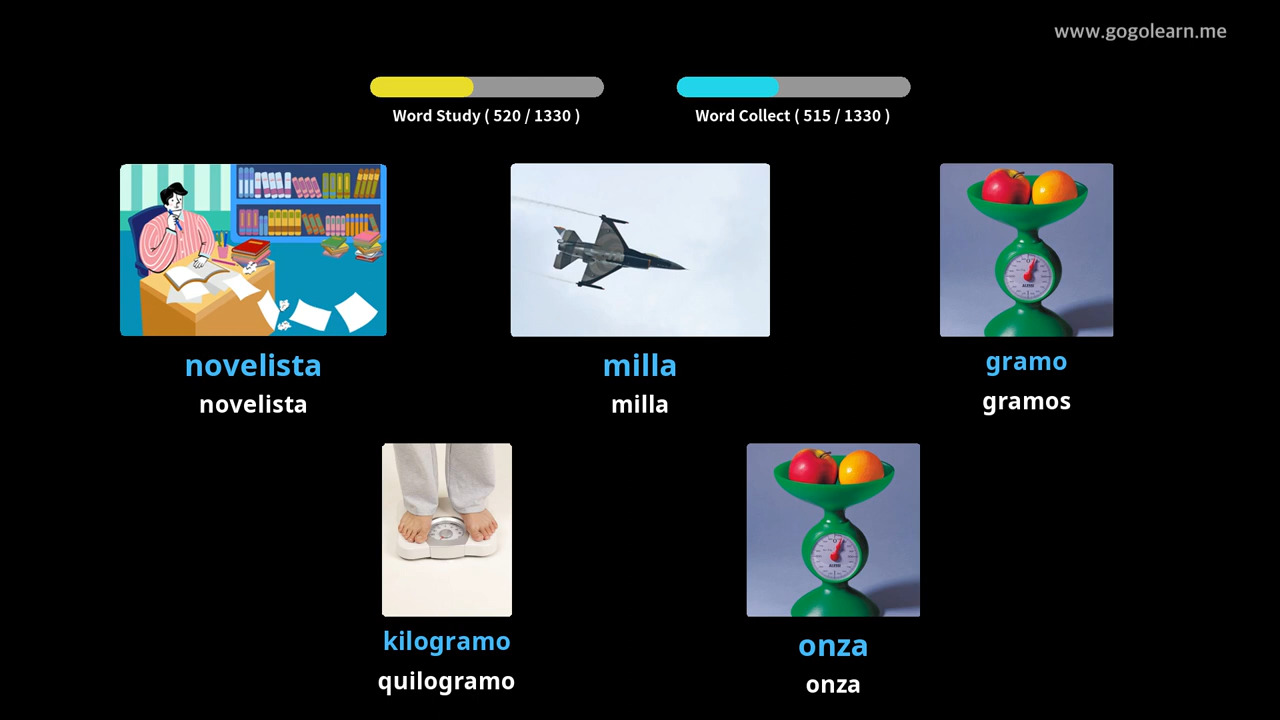 www.gogolearn.me
Word Study ( 520 / 1330 )
Word Collect ( 515 / 1330 )
novelista
novelista
milla
milla
gramo
gramos
kilogramo
quilogramo
onza
onza